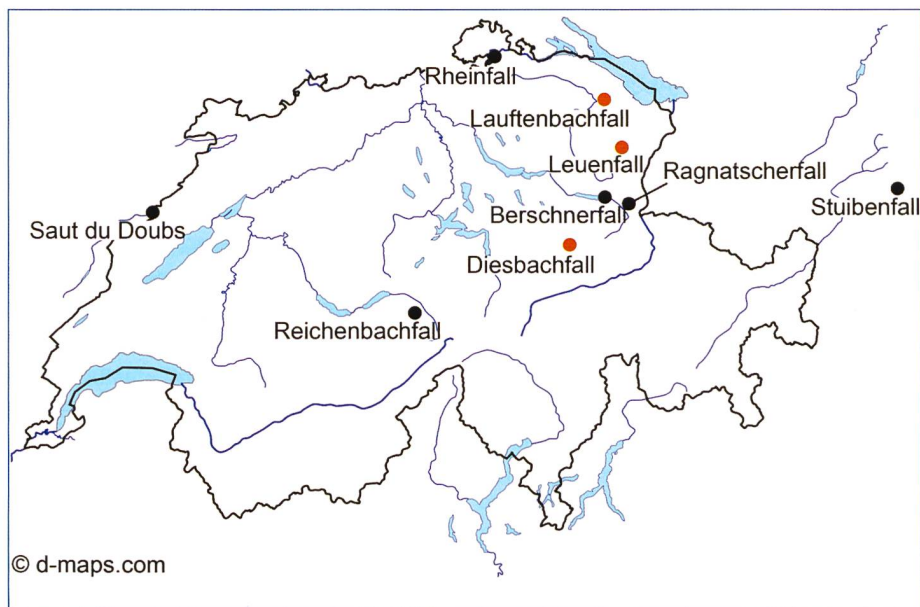 Rheinfall
Lauftenbachfall
Leuenfall
Ragnatscherfall
Berschnerfall
Stuibenfall
Saut du Doubs
Diesbachfall
Reichenbachfall
© d-maps.com